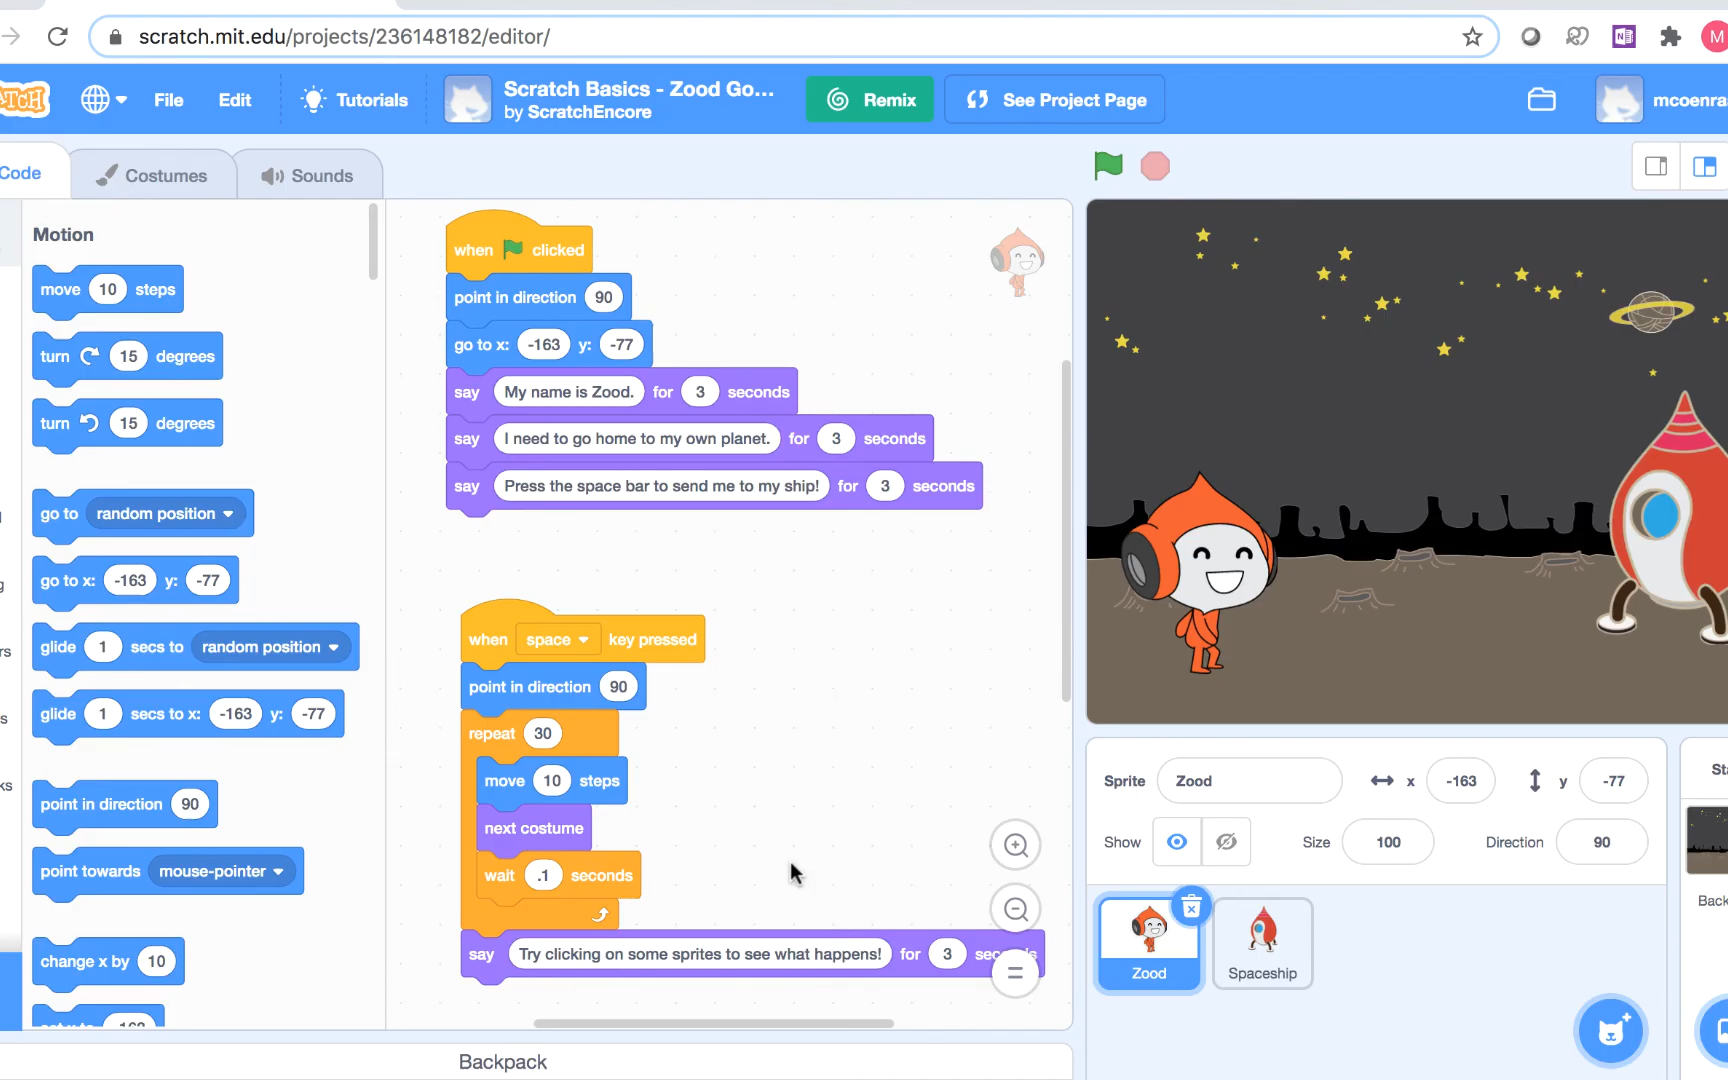 scratch.mit.edu/projects/236148182/editor/
M
ATCH
File
Edit
Tutorials
Scratch Basics - Zood Go...
by ScratchEncore
Remix
See Project Page
mcoenra
Code
Costumes
Sounds
Motion
move 10 steps
turn 15 degrees
turn 15 degrees
go to random position
go to x: -163 y: -77
glide 1 secs to random position
glide 1 secs to x: -163 y: -77
point in direction 90
point towards mouse-pointer
change x by 10
when clicked
point in direction 90
go to x: -163 y: -77
say My name is Zood. for 3 seconds
say I need to go home to my own planet. for 3 seconds
say Press the space bar to send me to my ship! for 3 seconds
when space key pressed
point in direction 90
repeat 30
move 10 steps
next costume
wait .1 seconds
say Try clicking on some sprites to see what happens! for 3 seconds
Backpack
Sprite Zood x -163 y -77
Show Size 100 Direction 90
Zood
Spaceship
Sta
Back